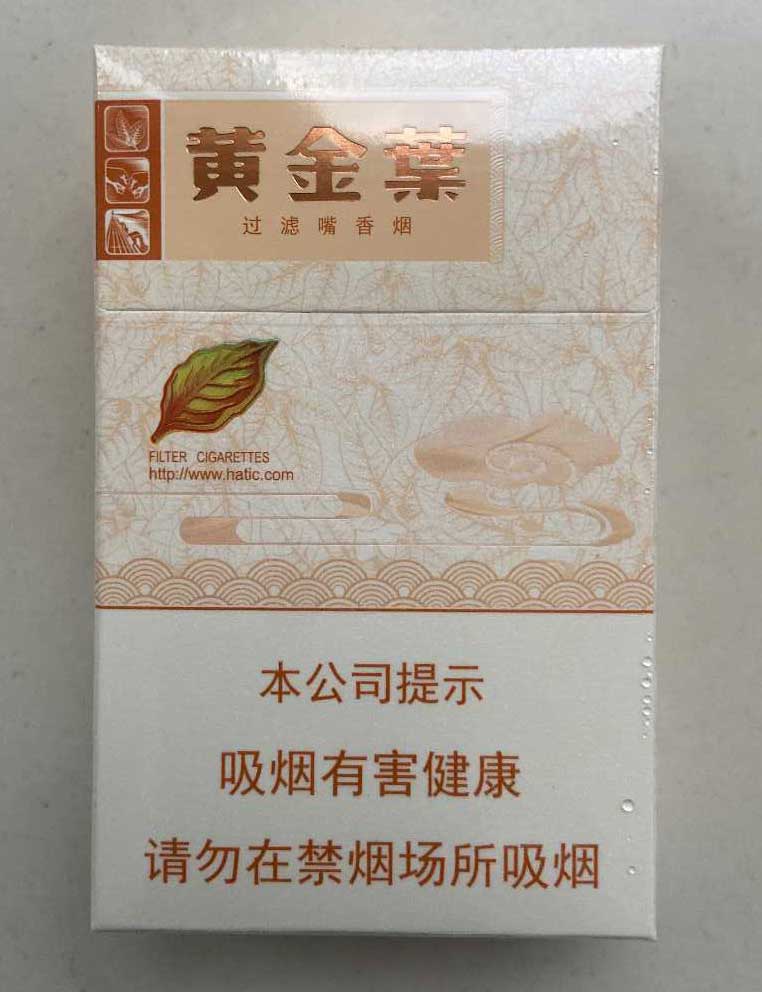 黄金葉
过滤嘴香烟
FILTER CIGARETTES
http://www.hatic.com
本公司提示
吸烟有害健康
请勿在禁烟场所吸烟